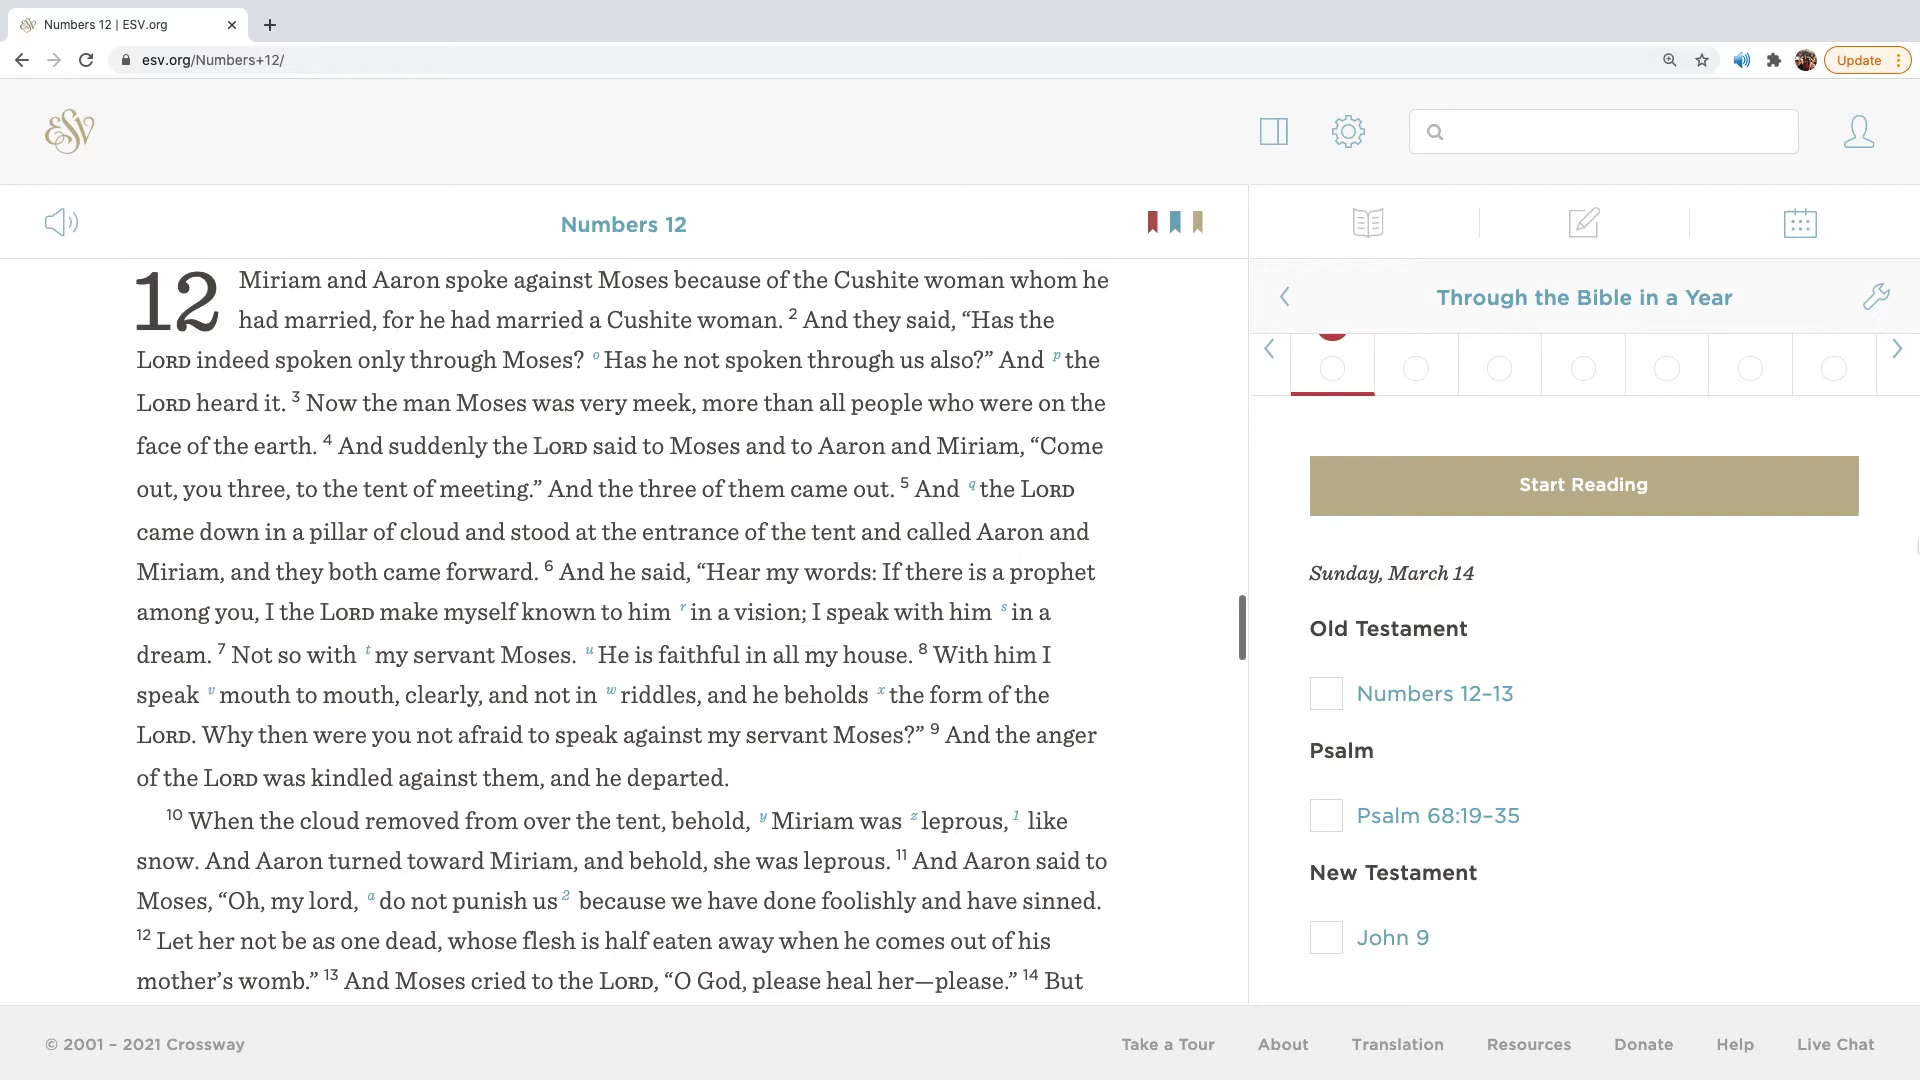 Numbers 12 | ESV.org
esv.org/Numbers+12/
Update
ESV
Numbers 12
12 Miriam and Aaron spoke against Moses because of the Cushite woman whom he
had married, for he had married a Cushite woman. 2 And they said, “Has the
LORD indeed spoken only through Moses? o Has he not spoken through us also?” And p the
LORD heard it. 3 Now the man Moses was very meek, more than all people who were on the
face of the earth. 4 And suddenly the LORD said to Moses and to Aaron and Miriam, “Come
out, you three, to the tent of meeting.” And the three of them came out. 5 And q the LORD
came down in a pillar of cloud and stood at the entrance of the tent and called Aaron and
Miriam, and they both came forward. 6 And he said, “Hear my words: If there is a prophet
among you, I the LORD make myself known to him r in a vision; I speak with him s in a
dream. 7 Not so with t my servant Moses. u He is faithful in all my house. 8 With him I
speak v mouth to mouth, clearly, and not in w riddles, and he beholds x the form of the
LORD. Why then were you not afraid to speak against my servant Moses?” 9 And the anger
of the LORD was kindled against them, and he departed.
10 When the cloud removed from over the tent, behold, y Miriam was z leprous, 1 like
snow. And Aaron turned toward Miriam, and behold, she was leprous. 11 And Aaron said to
Moses, “Oh, my lord, a do not punish us 2 because we have done foolishly and have sinned.
12 Let her not be as one dead, whose flesh is half eaten away when he comes out of his
mother’s womb.” 13 And Moses cried to the LORD, “O God, please heal her—please.” 14 But
Through the Bible in a Year
Start Reading
Sunday, March 14
Old Testament
Numbers 12–13
Psalm
Psalm 68:19–35
New Testament
John 9
© 2001 – 2021 Crossway
Take a Tour
About
Translation
Resources
Donate
Help
Live Chat